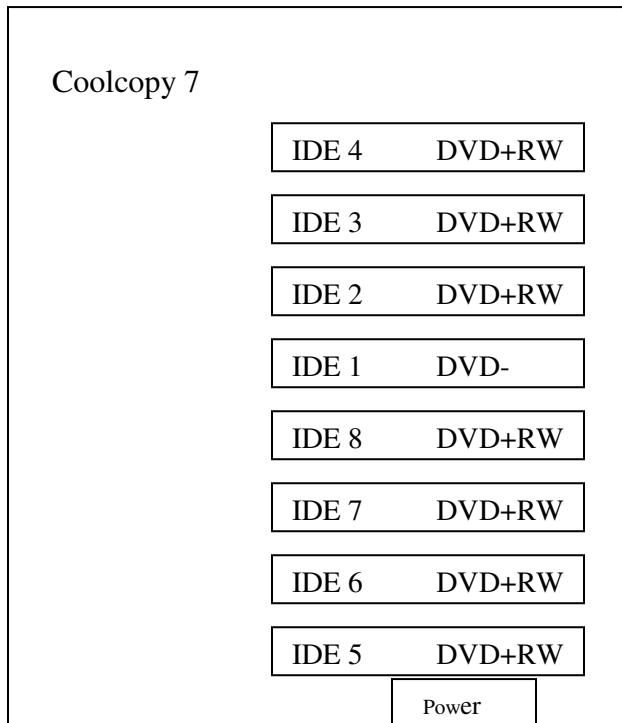 Coolcopy 7
IDE 4 DVD+RW
IDE 3 DVD+RW
IDE 2 DVD+RW
IDE 1 DVD-
IDE 8 DVD+RW
IDE 7 DVD+RW
IDE 6 DVD+RW
IDE 5 DVD+RW
Power